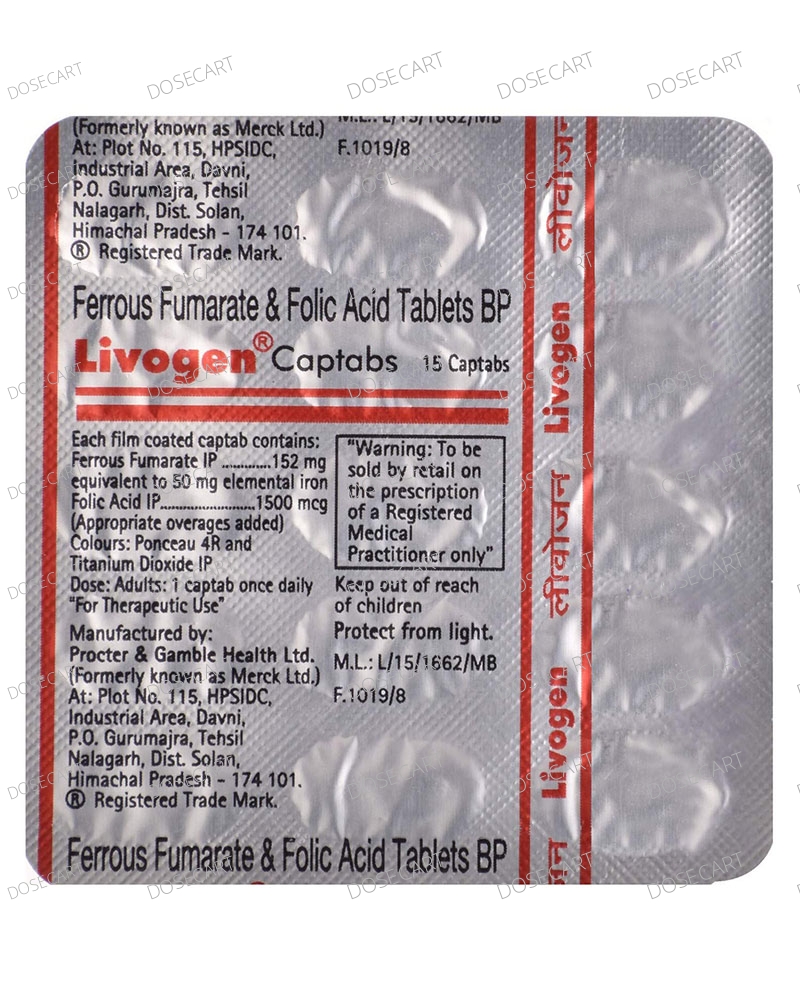 DOSECART DOSECART DOSECART DOSECART DOSECART
(Formerly known as Merck Ltd.)
At: Plot No. 115, HPSIDC,
Industrial Area, Davni,
P.O. Gurumajra, Tehsil
Nalagarh, Dist. Solan,
Himachal Pradesh - 174 101.
® Registered Trade Mark.
M.L.: L/15/1662/MB
F.1019/8
Ferrous Fumarate & Folic Acid Tablets BP
Livogen® Captabs 15 Captabs
Each film coated captab contains:
Ferrous Fumarate IP ............152 mg
equivalent to 50 mg elemental iron
Folic Acid IP........................1500 mcg
(Appropriate overages added)
Colours: Ponceau 4R and
Titanium Dioxide IP
Dose: Adults: 1 captab once daily
"For Therapeutic Use"
Manufactured by:
Procter & Gamble Health Ltd.
(Formerly known as Merck Ltd.)
At: Plot No. 115, HPSIDC,
Industrial Area, Davni,
P.O. Gurumajra, Tehsil
Nalagarh, Dist. Solan,
Himachal Pradesh - 174 101.
® Registered Trade Mark.
"Warning: To be
sold by retail on
the prescription
of a Registered
Medical
Practitioner only"
Keep out of reach
of children
Protect from light.
M.L.: L/15/1662/MB
F.1019/8
Ferrous Fumarate & Folic Acid Tablets BP
लीवोजन
Livogen
लीवोजन
Livogen